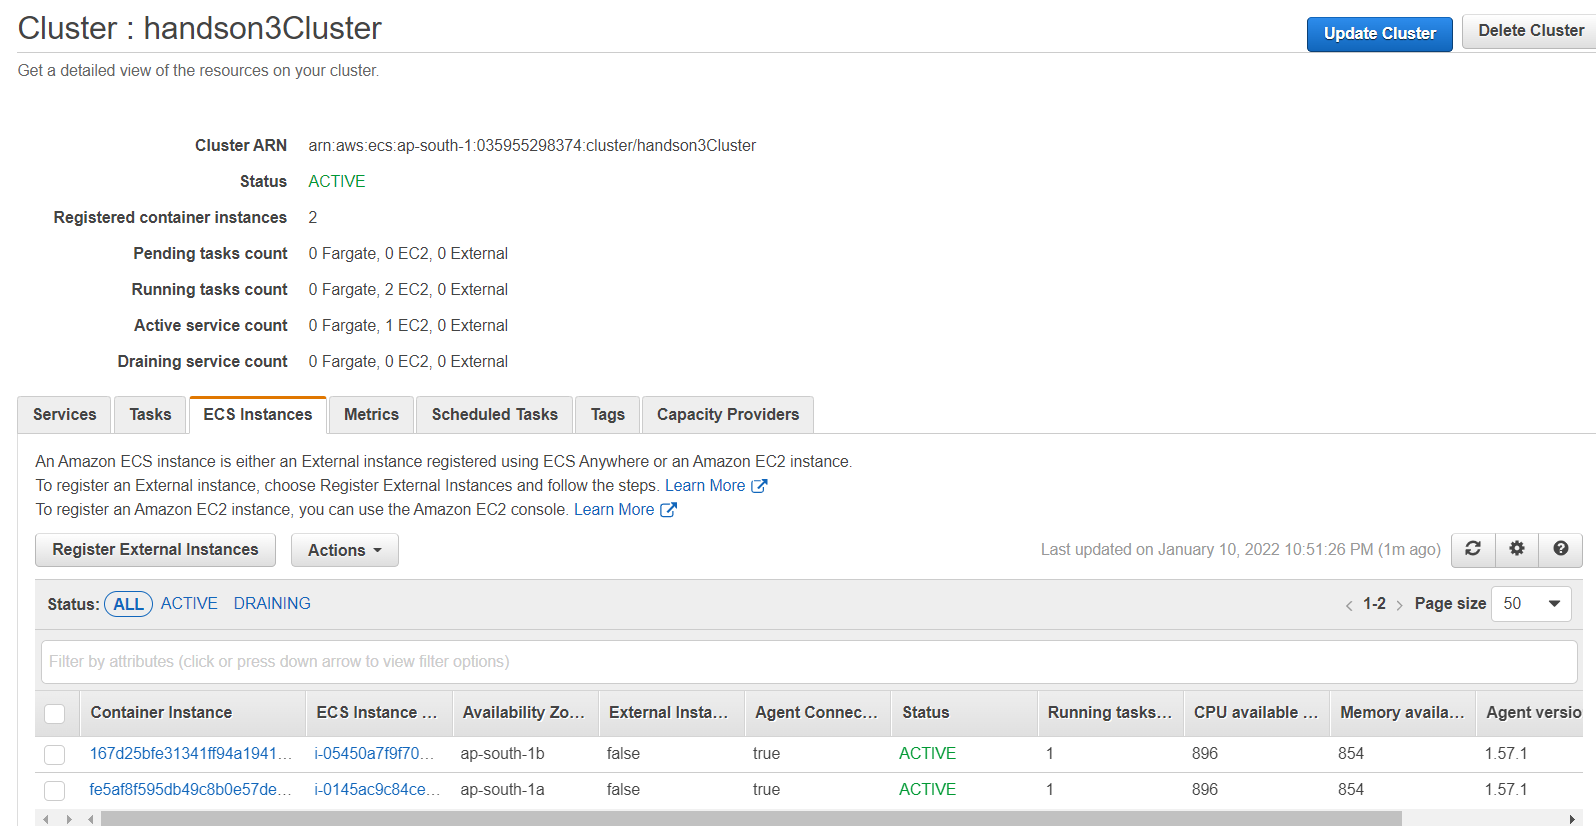 Cluster : handson3Cluster
Update Cluster
Delete Cluster
Get a detailed view of the resources on your cluster.
Cluster ARN arn:aws:ecs:ap-south-1:035955298374:cluster/handson3Cluster
Status ACTIVE
Registered container instances 2
Pending tasks count 0 Fargate, 0 EC2, 0 External
Running tasks count 0 Fargate, 2 EC2, 0 External
Active service count 0 Fargate, 1 EC2, 0 External
Draining service count 0 Fargate, 0 EC2, 0 External
Services Tasks ECS Instances Metrics Scheduled Tasks Tags Capacity Providers
An Amazon ECS instance is either an External instance registered using ECS Anywhere or an Amazon EC2 instance.
To register an External instance, choose Register External Instances and follow the steps. Learn More
To register an Amazon EC2 instance, you can use the Amazon EC2 console. Learn More
Register External Instances Actions Last updated on January 10, 2022 10:51:26 PM (1m ago)
Status: ALL ACTIVE DRAINING < 1-2 > Page size 50
Filter by attributes (click or press down arrow to view filter options)
Container Instance ECS Instance ... Availability Zo... External Insta... Agent Connec... Status Running tasks... CPU available ... Memory availa... Agent versio
167d25bfe31341ff94a1941... i-05450a7f9f70... ap-south-1b false true ACTIVE 1 896 854 1.57.1
fe5af8f595db49c8b0e57de... i-0145ac9c84ce... ap-south-1a false true ACTIVE 1 896 854 1.57.1